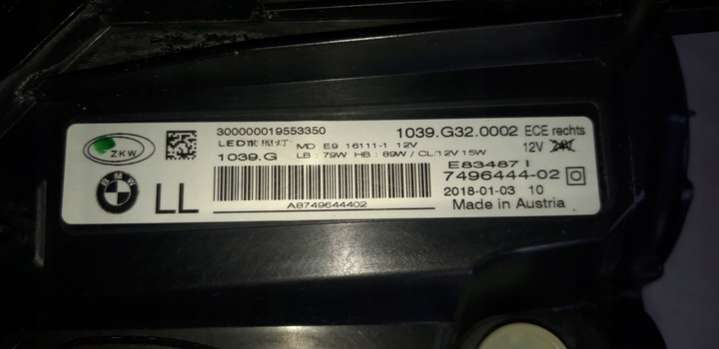 300000019553350
1039.G32.0002 ECE rechts
LED前照灯 MD E9 16111-1 12V
12V 24V
1039.G
LB : 79W HB : 89W / CL/12V 15W
E83487 I
7496444-02
2018-01-03 10
Made in Austria
ZKW
BMW
LL
A8749644402